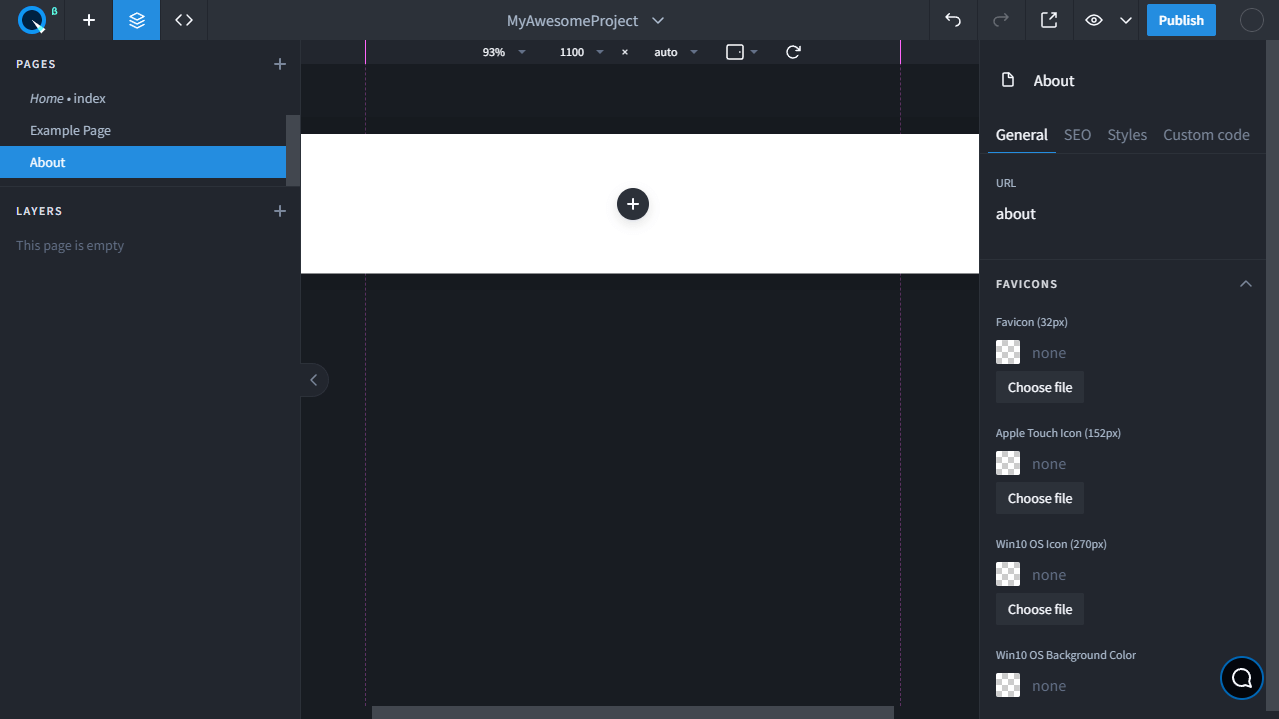 β
MyAwesomeProject
Publish
PAGES
Home • index
Example Page
About
LAYERS
This page is empty
93%
1100
×
auto
About
General SEO Styles Custom code
URL
about
FAVICONS
Favicon (32px)
none
Choose file
Apple Touch Icon (152px)
none
Choose file
Win10 OS Icon (270px)
none
Choose file
Win10 OS Background Color
none